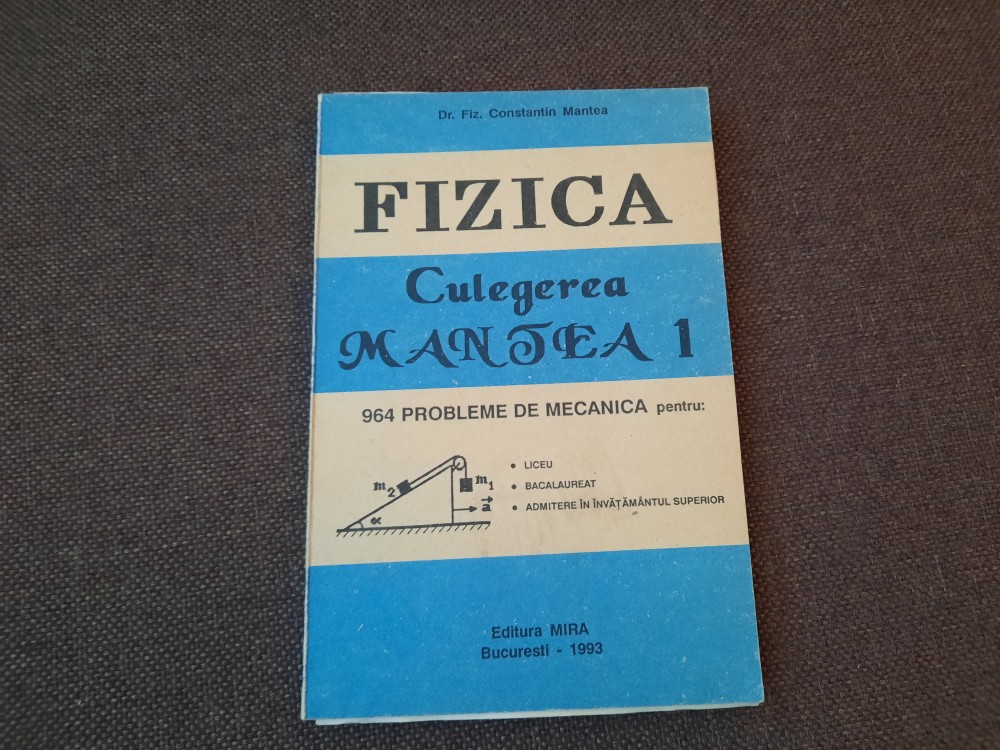 Dr. Fiz. Constantin Mantea
FIZICA
Culegerea
MANTEA 1
964 PROBLEME DE MECANICA pentru:
m2
m1
a
α
• LICEU
• BACALAUREAT
• ADMITERE ÎN ÎNVĂȚĂMÂNTUL SUPERIOR
Editura MIRA
Bucuresti - 1993